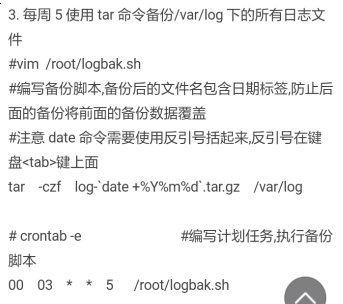 3. 每周 5 使用 tar 命令备份/var/log 下的所有日志文
件
#vim /root/logbak.sh
#编写备份脚本,备份后的文件名包含日期标签,防止后
面的备份将前面的备份数据覆盖
#注意 date 命令需要使用反引号括起来,反引号在键
盘<tab>键上面
tar -czf log-`date +%Y%m%d`.tar.gz /var/log
# crontab -e #编写计划任务,执行备份
脚本
00 03 * * 5 /root/logbak.sh